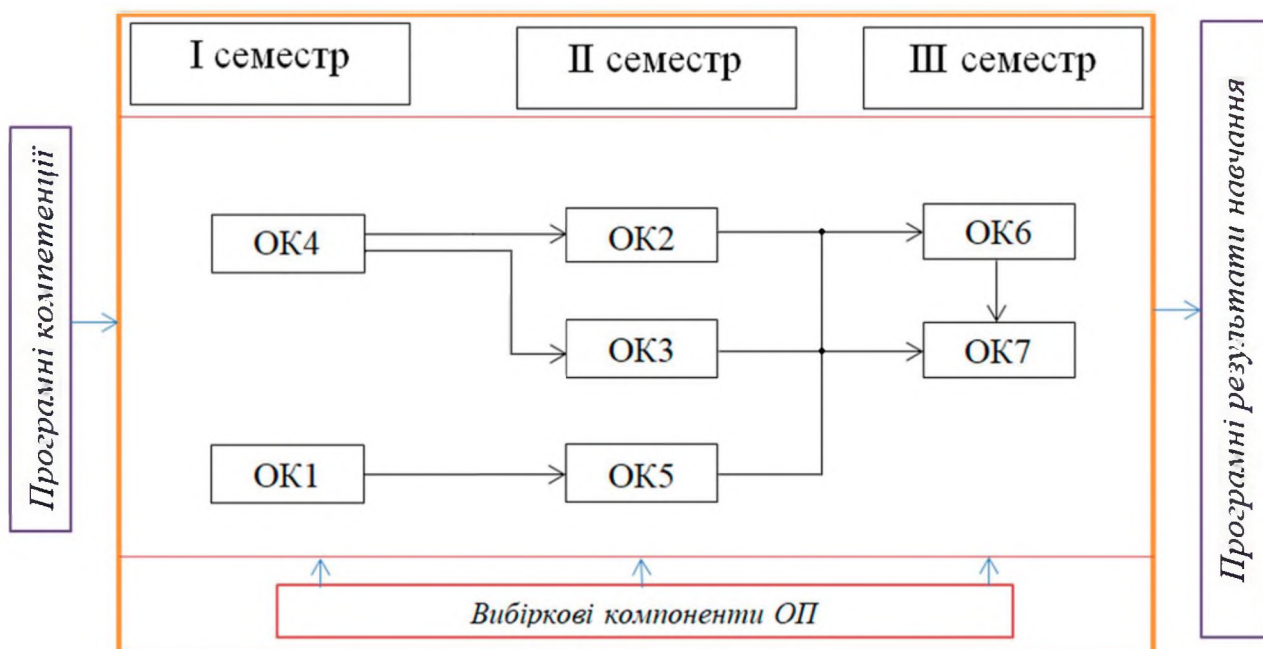 I семестр
II семестр
III семестр
Програмні компетенції
ОК4
ОК2
ОК6
ОК3
ОК7
ОК1
ОК5
Вибіркові компоненти ОП
Програмні результати навчання